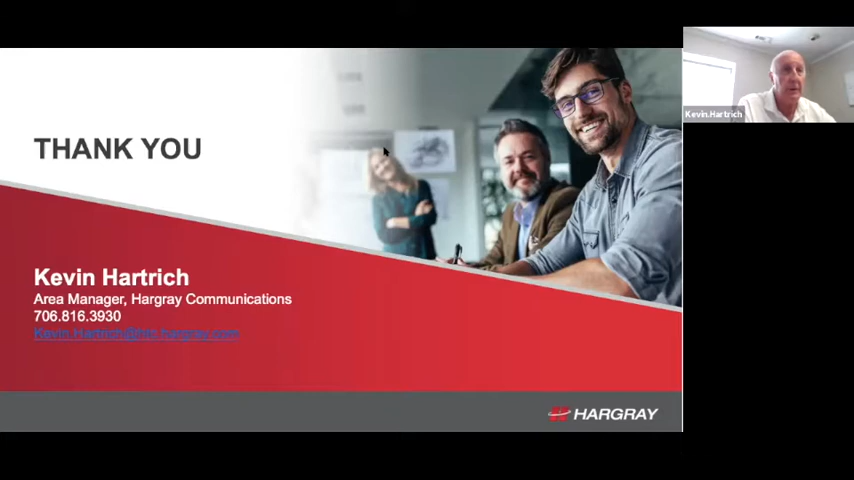 THANK YOU
Kevin.Hartrich
Kevin Hartrich
Area Manager, Hargray Communications
706.816.3930
HARGRAY